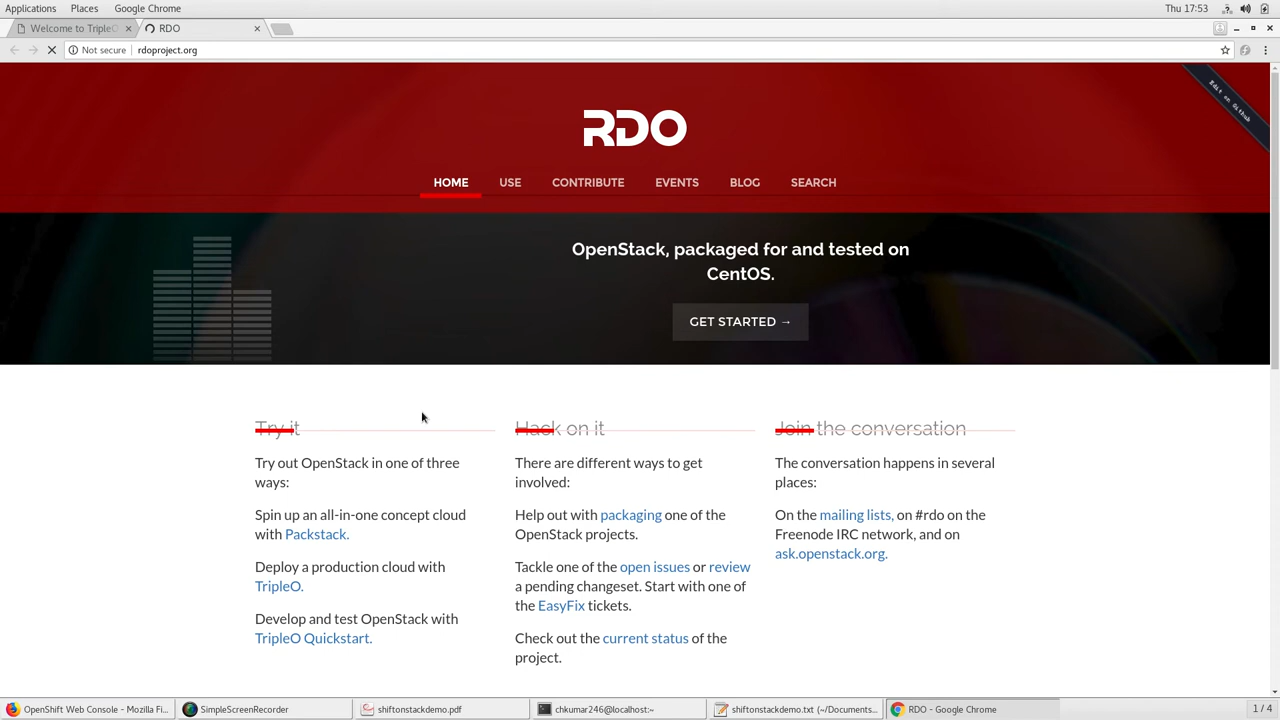 Applications Places Google Chrome Thu 17:53
Welcome to TripleO RDO
Not secure rdoproject.org
Edit on GitHub
RDO
HOME USE CONTRIBUTE EVENTS BLOG SEARCH
OpenStack, packaged for and tested on
CentOS.
GET STARTED →
Try it
Try out OpenStack in one of three
ways:
Spin up an all-in-one concept cloud
with Packstack.
Deploy a production cloud with
TripleO.
Develop and test OpenStack with
TripleO Quickstart.
Hack on it
There are different ways to get
involved:
Help out with packaging one of the
OpenStack projects.
Tackle one of the open issues or review
a pending changeset. Start with one of
the EasyFix tickets.
Check out the current status of the
project.
Join the conversation
The conversation happens in several
places:
On the mailing lists, on #rdo on the
Freenode IRC network, and on
ask.openstack.org.
OpenShift Web Console - Mozilla Fi... SimpleScreenRecorder shiftonstackdemo.pdf chkumar246@localhost:~ shiftonstackdemo.txt (~/Documents... RDO - Google Chrome 1 / 4